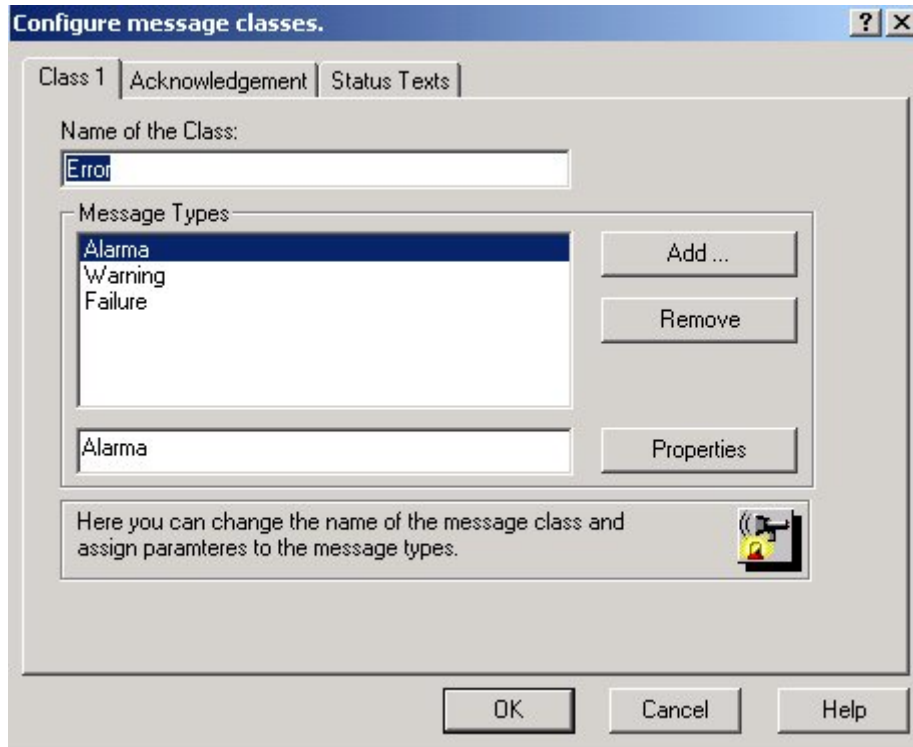 Configure message classes.
Class 1 Acknowledgement Status Texts
Name of the Class:
Error
Message Types
Alarma
Warning
Failure
Add ...
Remove
Alarma
Properties
Here you can change the name of the message class and
assign paramteres to the message types.
OK Cancel Help